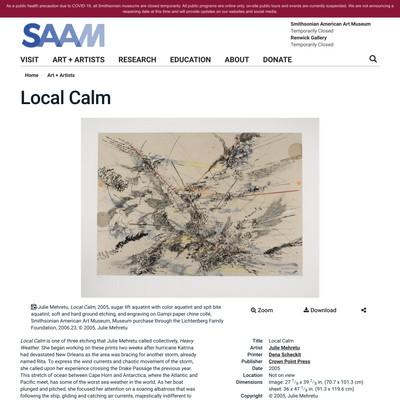 As a public health precaution due to COVID-19, all Smithsonian museums are closed temporarily. All public programs are online only, on-site public tours and events are currently suspended. We are not announcing a
reopening date at this time and will provide updates on our websites and social media.
SAAM
Smithsonian American Art Museum
Temporarily Closed
Renwick Gallery
Temporarily Closed
VISIT ART + ARTISTS RESEARCH EDUCATION ABOUT DONATE
Home Art + Artists
Local Calm
Julie Mehretu, Local Calm, 2005, sugar lift aquatint with color aquatint and spit bite
aquatint, soft and hard ground etching, and engraving on Gampi paper chine collé,
Smithsonian American Art Museum, Museum purchase through the Lichtenberg Family
Foundation, 2006.23, © 2005, Julie Mehretu
Zoom Download
Local Calm is one of three etching that Julie Mehretu called collectively, Heavy
Weather. She began working on these prints two weeks after hurricane Katrina
had devastated New Orleans as the area was bracing for another storm, already
named Rita. To express the wind currents and chaotic movement of the storm,
she called upon her experience crossing the Drake Passage the previous year.
This stretch of ocean between Cape Horn and Antarctica, where the Atlantic and
Pacific meet, has some of the worst sea weather in the world. As her boat
plunged and pitched, she focused her attention on a soaring albatross that was
following the ship, gliding and catching air currents, majestically indifferent to
Title Local Calm
Artist Julie Mehretu
Printer Dena Scheckit
Publisher Crown Point Press
Date 2005
Location Not on view
Dimensions image: 27 7/8 x 39 7/8 in. (70.7 x 101.3 cm)
sheet: 36 x 47 1/8 in. (91.3 x 119.6 cm)
Copyright © 2005, Julie Mehretu